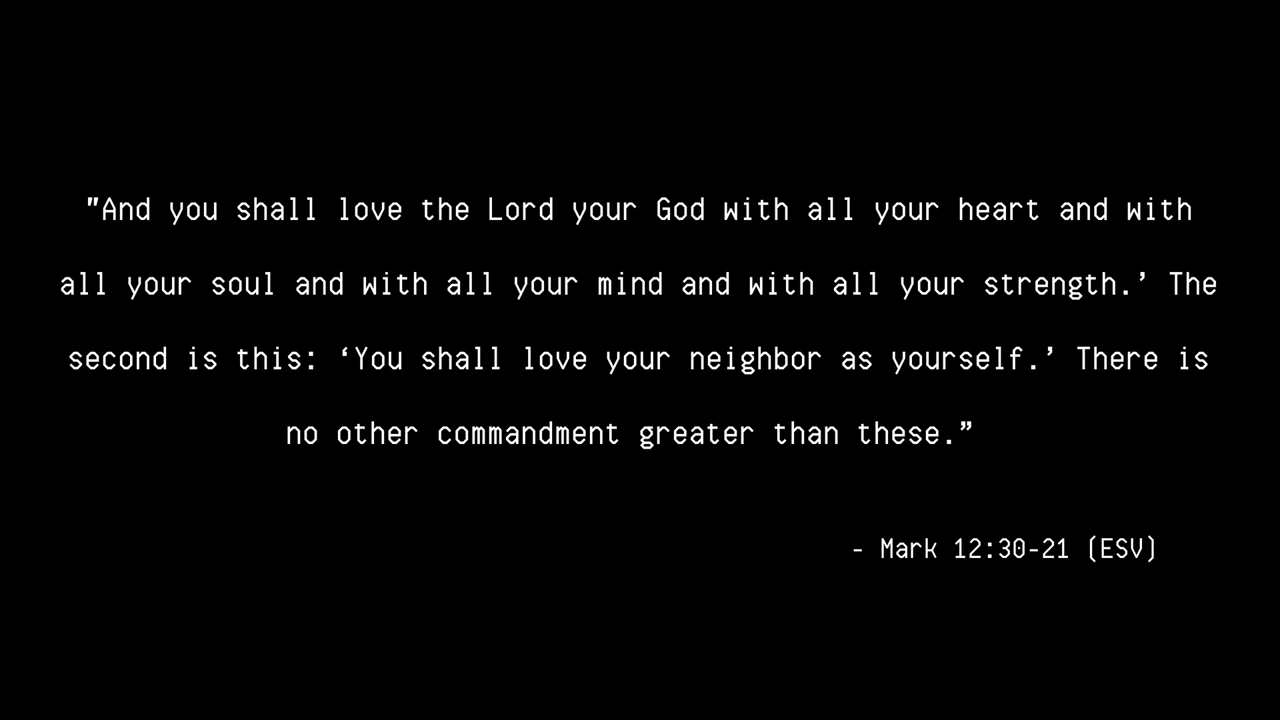 "And you shall love the Lord your God with all your heart and with
all your soul and with all your mind and with all your strength.’ The
second is this: ‘You shall love your neighbor as yourself.’ There is
no other commandment greater than these.”
- Mark 12:30-21 (ESV)